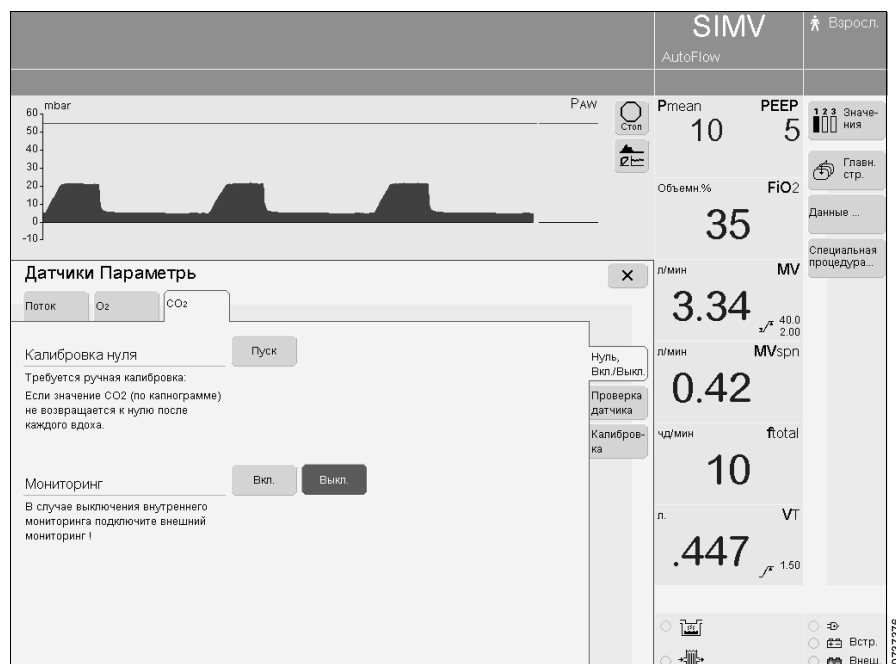 SIMV
AutoFlow
Взросл.
mbar
PAW
60
50
40
30
20
10
0
-10
Стоп
Pmean PEEP
10 5
1 2 3 Значе-
ния
Главн.
стр.
Объемн.% FiO2
35
Данные ...
Специальная
процедура...
Датчики Параметрь
Поток O2 CO2
л/мин MV
3.34
40.0
2.00
Калибровка нуля Пуск
Требуется ручная калибровка:
Если значение CO2 (по капнограмме)
не возвращается к нулю после
каждого вдоха.
Нуль,
Вкл./Выкл.
Проверка
датчика
Калибров-
ка
л/мин MVspn
0.42
чд/мин ftotal
10
Мониторинг Вкл. Выкл.
В случае выключения внутреннего
мониторинга подключите внешний
мониторинг !
л. VT
.447
1.50
Встр.
Внеш.